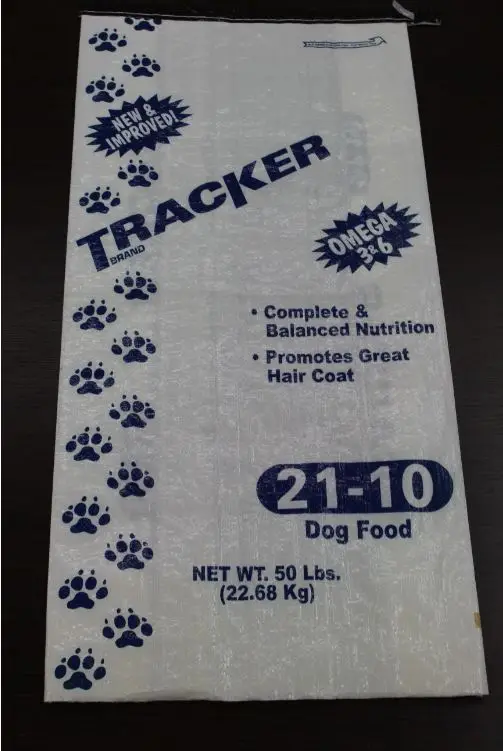 NEW &
IMPROVED!
TRACKER
BRAND
OMEGA
3&6
• Complete &
Balanced Nutrition
• Promotes Great
Hair Coat
21-10
Dog Food
NET WT. 50 Lbs.
(22.68 Kg)